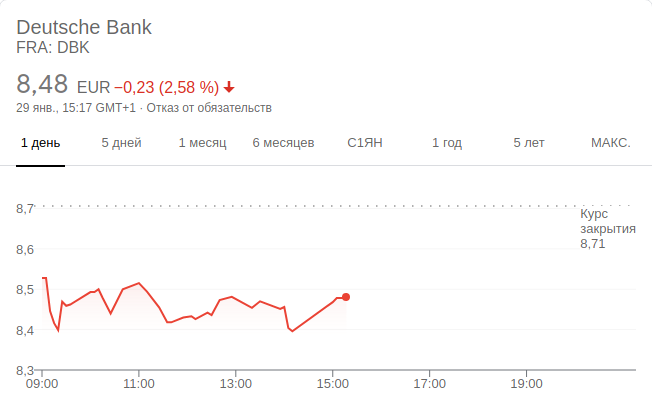 Deutsche Bank
FRA: DBK
8,48 EUR −0,23 (2,58 %)
29 янв., 15:17 GMT+1 · Отказ от обязательств
1 день 5 дней 1 месяц 6 месяцев С1ЯН 1 год 5 лет МАКС.
8,7
Курс
закрытия
8,71
8,6
8,5
8,4
8,3
09:00 11:00 13:00 15:00 17:00 19:00